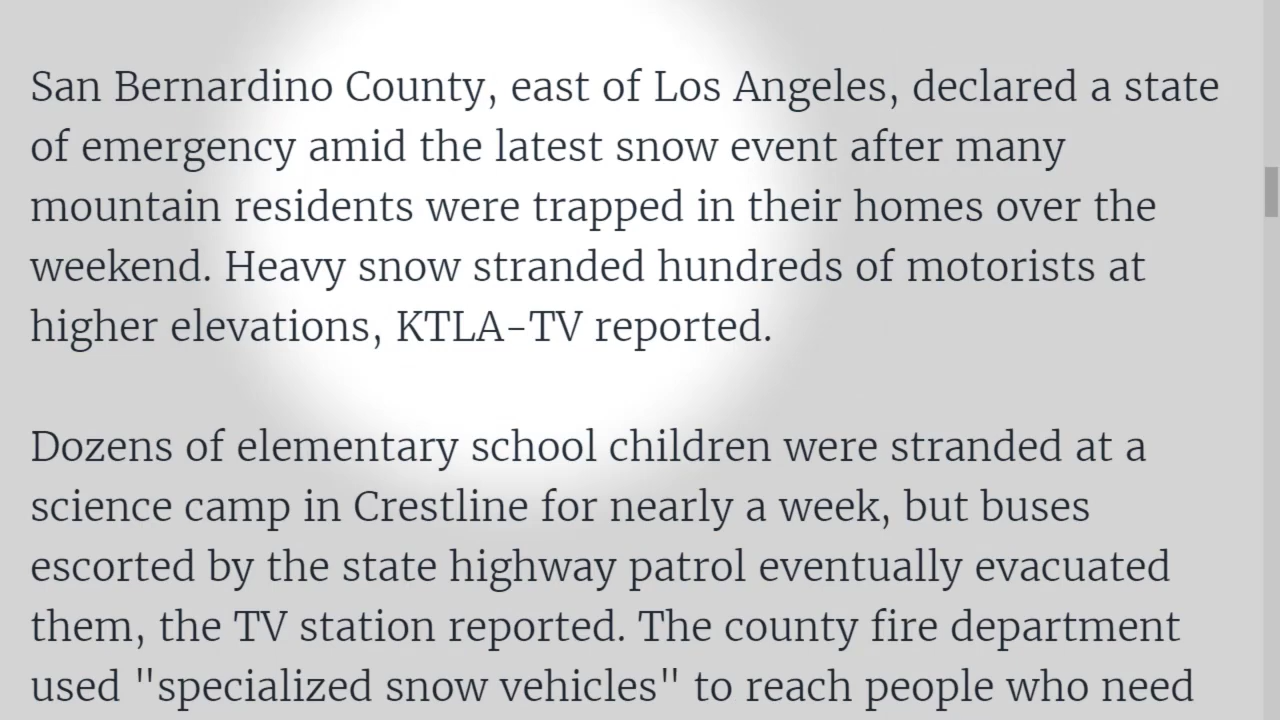 San Bernardino County, east of Los Angeles, declared a state
of emergency amid the latest snow event after many
mountain residents were trapped in their homes over the
weekend. Heavy snow stranded hundreds of motorists at
higher elevations, KTLA-TV reported.
Dozens of elementary school children were stranded at a
science camp in Crestline for nearly a week, but buses
escorted by the state highway patrol eventually evacuated
them, the TV station reported. The county fire department
used "specialized snow vehicles" to reach people who need